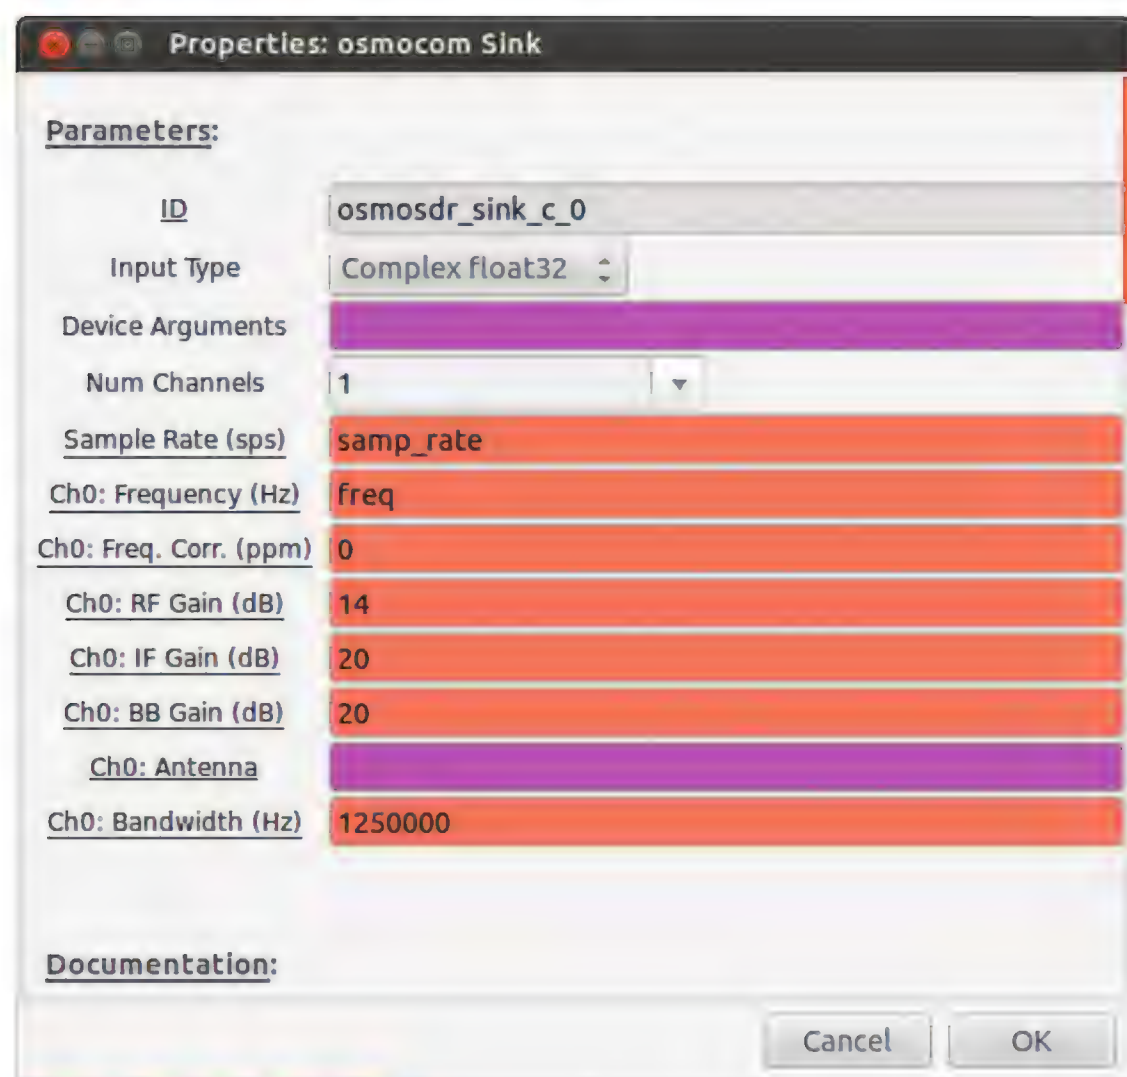 Properties: osmocom Sink
Parameters:
ID osmosdr_sink_c_0
Input Type Complex float32
Device Arguments
Num Channels 1
Sample Rate (sps) samp_rate
Ch0: Frequency (Hz) freq
Ch0: Freq. Corr. (ppm) 0
Ch0: RF Gain (dB) 14
Ch0: IF Gain (dB) 20
Ch0: BB Gain (dB) 20
Ch0: Antenna
Ch0: Bandwidth (Hz) 1250000
Documentation:
Cancel OK